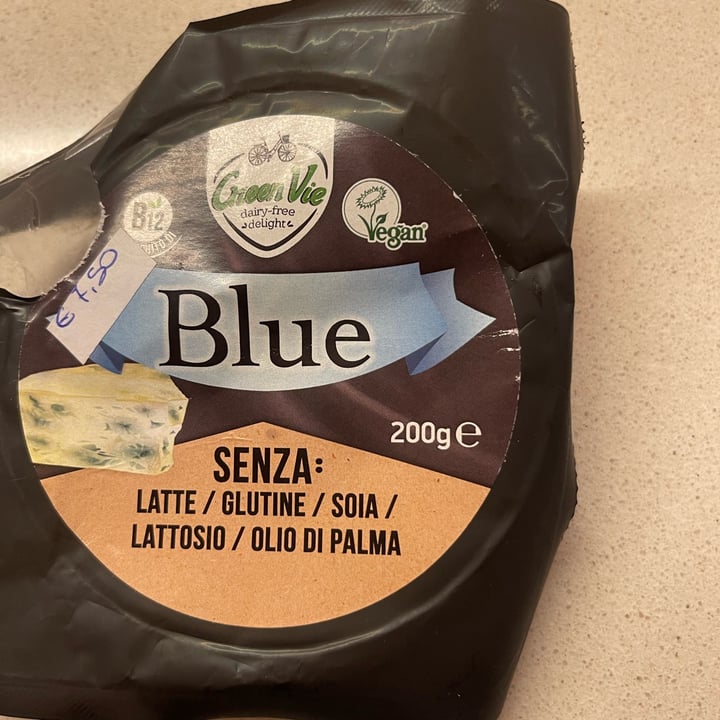 Green Vie
dairy-free
delight
B12
Vegan
€ 7,50
Blue
200g e
SENZA:
LATTE / GLUTINE / SOIA /
LATTOSIO / OLIO DI PALMA